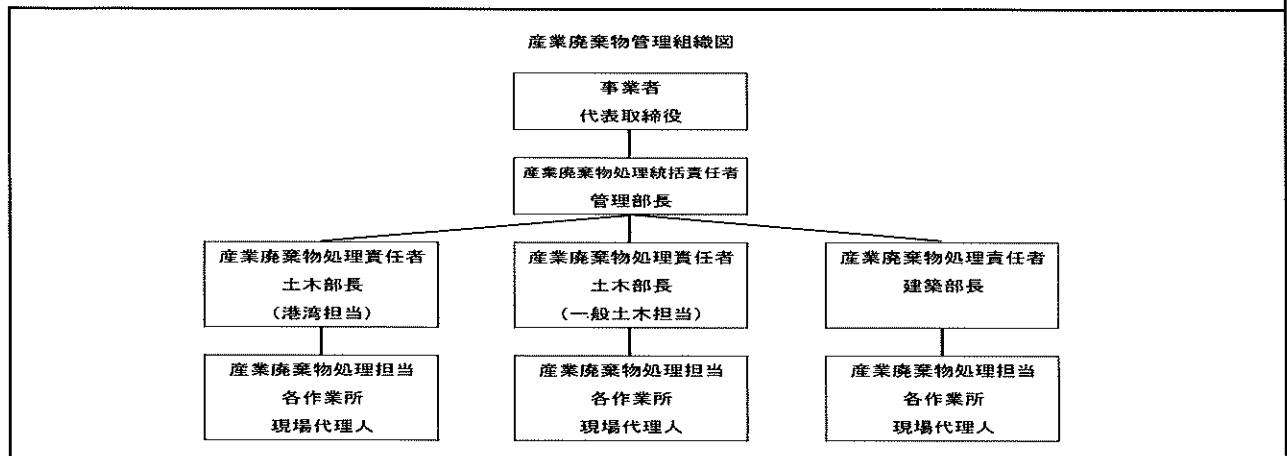 産業廃棄物管理組織図
事業者
代表取締役
産業廃棄物処理統括責任者
管理部長
産業廃棄物処理責任者
土木部長
(港湾担当)
産業廃棄物処理責任者
土木部長
(一般土木担当)
産業廃棄物処理責任者
建築部長
産業廃棄物処理担当
各作業所
現場代理人
産業廃棄物処理担当
各作業所
現場代理人
産業廃棄物処理担当
各作業所
現場代理人